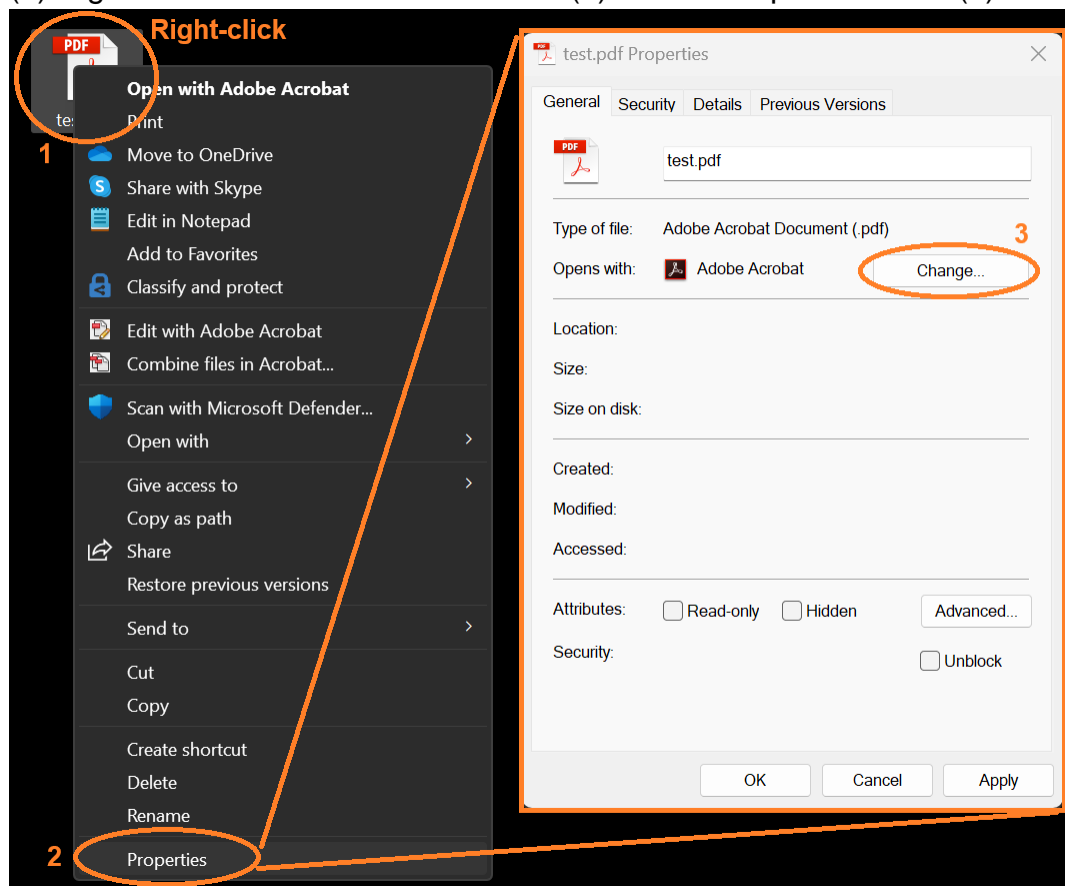 Right-click
PDF
te
1
Open with Adobe Acrobat
Print
Move to OneDrive
Share with Skype
Edit in Notepad
Add to Favorites
Classify and protect
Edit with Adobe Acrobat
Combine files in Acrobat...
Scan with Microsoft Defender...
Open with
Give access to
Copy as path
Share
Restore previous versions
Send to
Cut
Copy
Create shortcut
Delete
Rename
2
Properties
PDF test.pdf Properties
General Security Details Previous Versions
PDF
test.pdf
Type of file: Adobe Acrobat Document (.pdf)
3
Opens with: Adobe Acrobat Change...
Location:
Size:
Size on disk:
Created:
Modified:
Accessed:
Attributes: Read-only Hidden Advanced...
Security: Unblock
OK Cancel Apply